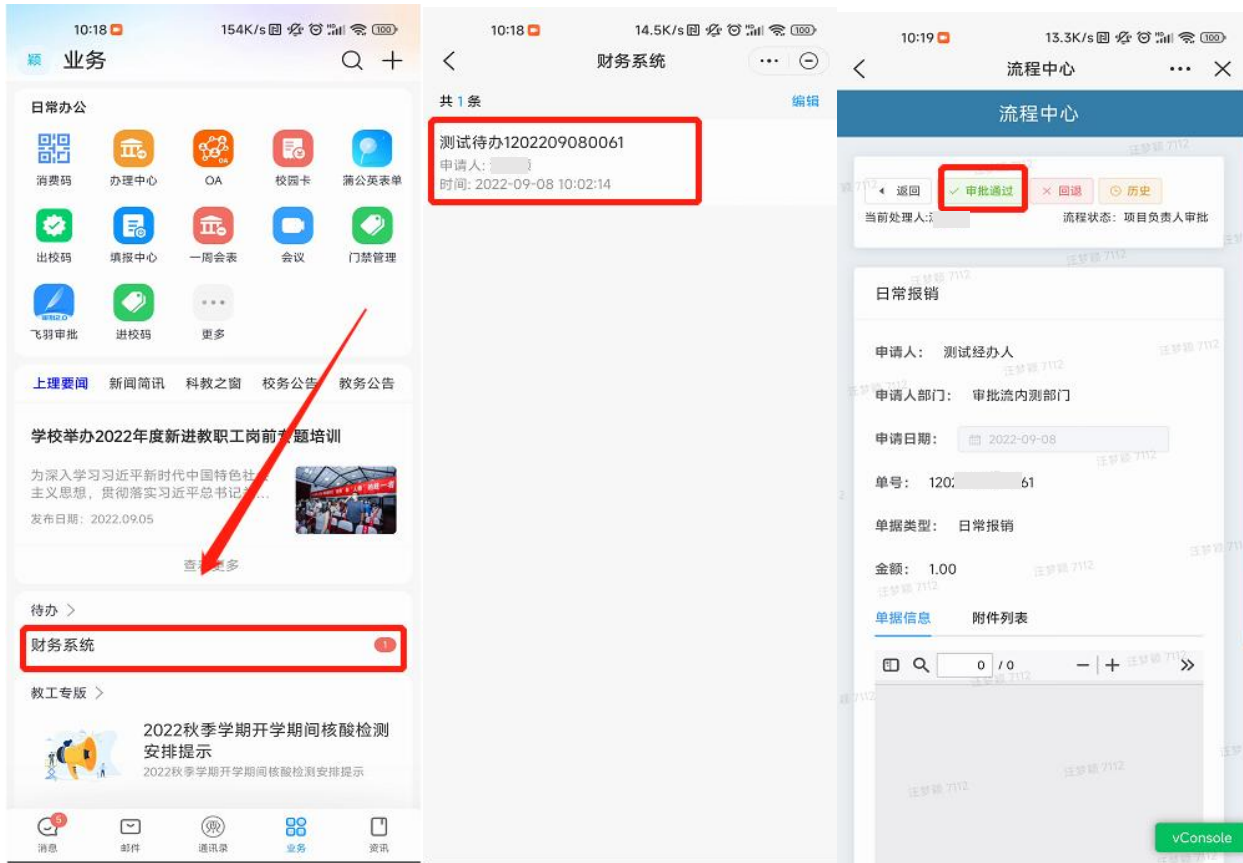 10:18
154K/s
100
颖
业务
日常办公
消费码
办理中心
OA
OA
校园卡
蒲公英表单
出校码
填报中心
一周会表
会议
门禁管理
飞羽审批
进校码
更多
上理要闻
新闻简讯
科教之窗
校务公告
教务公告
学校举办2022年度新进教职工岗前专题培训
为深入学习习近平新时代中国特色社会
主义思想，贯彻落实习近平总书记关...
发布日期：2022.09.05
查看更多
待办 >
财务系统
1
教工专版 >
2022秋季学期开学期间核酸检测
安排提示
2022秋季学期开学期间核酸检测安排提示
5
消息
邮件
通讯录
业务
资讯
10:18
14.5K/s
100
财务系统
共 1 条
编辑
测试待办1202209080061
申请人:
时间: 2022-09-08 10:02:14
10:19
13.3K/s
100
流程中心
流程中心
返回
审批通过
回退
历史
当前处理人:
流程状态：项目负责人审批
日常报销
申请人： 测试经办人
申请人部门： 审批流内测部门
申请日期： 2022-09-08
单号： 1202 61
单据类型： 日常报销
金额： 1.00
单据信息
附件列表
0 / 0
vConsole
汪梦颖 7112